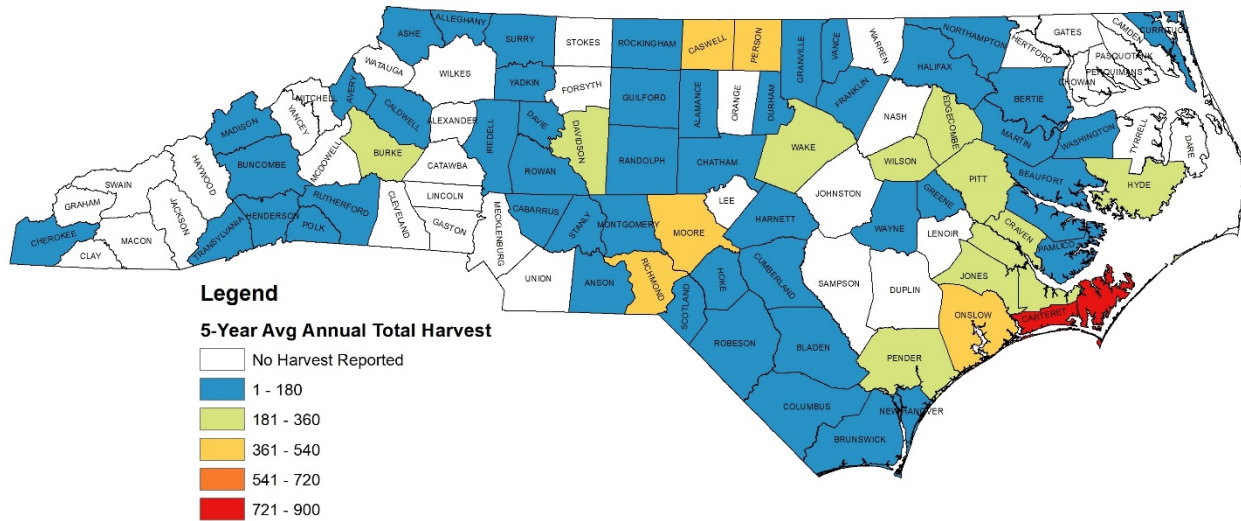 ALLEGHANY
ASHE
SURRY
STOKES
ROCKINGHAM
CASWELL
PERSON
GRANVILLE
VANCE
WARREN
NORTHAMPTON
HERTFORD
GATES
CAMDEN
CURRITUCK
PASQUOTANK
PERQUIMANS
CHOWAN
WATAUGA
WILKES
YADKIN
FORSYTH
GUILFORD
ALAMANCE
ORANGE
DURHAM
FRANKLIN
HALIFAX
BERTIE
MITCHELL
AVERY
CALDWELL
ALEXANDER
IREDELL
DAVIE
DAVIDSON
NASH
EDGECOMBE
MARTIN
WASHINGTON
TYRRELL
DARE
MADISON
YANCEY
BURKE
CATAWBA
ROWAN
RANDOLPH
CHATHAM
WAKE
WILSON
PITT
BEAUFORT
HYDE
HAYWOOD
BUNCOMBE
MCDOWELL
LINCOLN
SWAIN
GRAHAM
JACKSON
RUTHERFORD
CLEVELAND
GASTON
MECKLENBURG
CABARRUS
STANLY
MONTGOMERY
MOORE
LEE
HARNETT
JOHNSTON
WAYNE
GREENE
LENOIR
CRAVEN
PAMLICO
CHEROKEE
CLAY
MACON
TRANSYLVANIA
HENDERSON
POLK
UNION
ANSON
RICHMOND
SCOTLAND
HOKE
CUMBERLAND
SAMPSON
DUPLIN
JONES
ONSLOW
CARTERET
ROBESON
BLADEN
PENDER
COLUMBUS
NEW HANOVER
BRUNSWICK
Legend
5-Year Avg Annual Total Harvest
No Harvest Reported
1 - 180
181 - 360
361 - 540
541 - 720
721 - 900